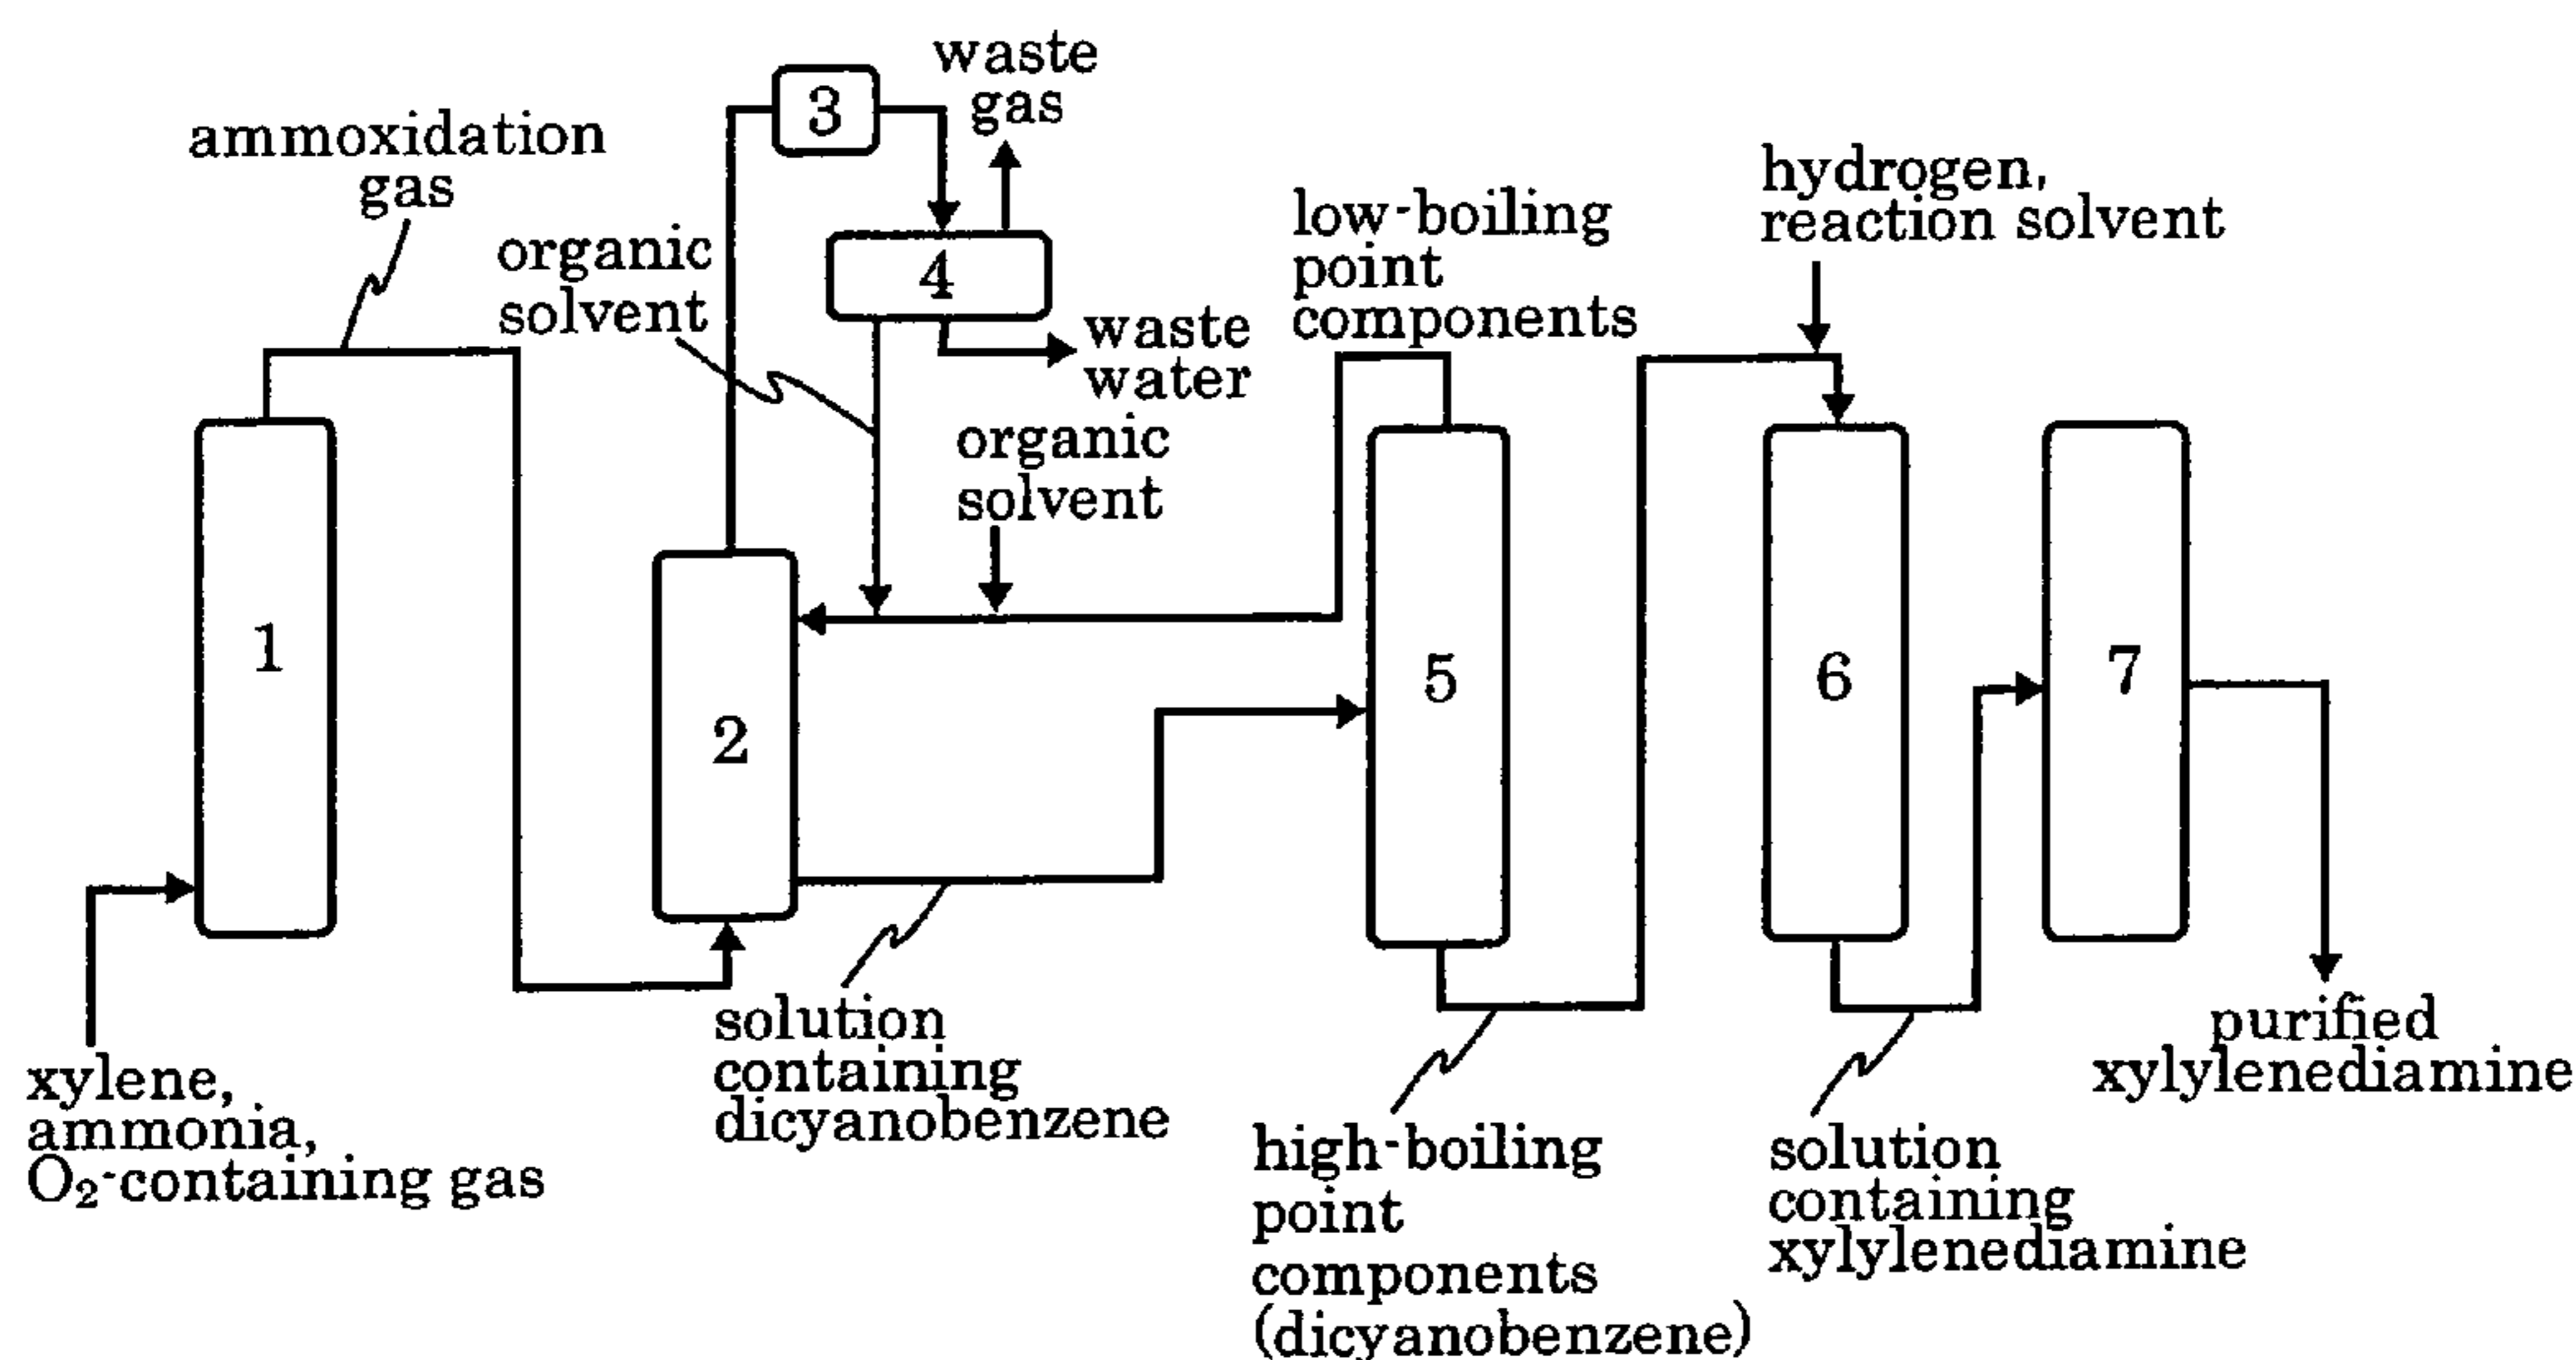 waste
gas
3
ammoxidation
gas
hydrogen,
reaction solvent
low-boiling
point
components
organic
solvent
4
waste
water
organic
solvent
1
2
5
6
7
xylene,
ammonia,
O₂-containing gas
solution
containing
dicyanobenzene
high-boiling
point
components
(dicyanobenzene)
solution
containing
xylylenediamine
purified
xylylenediamine